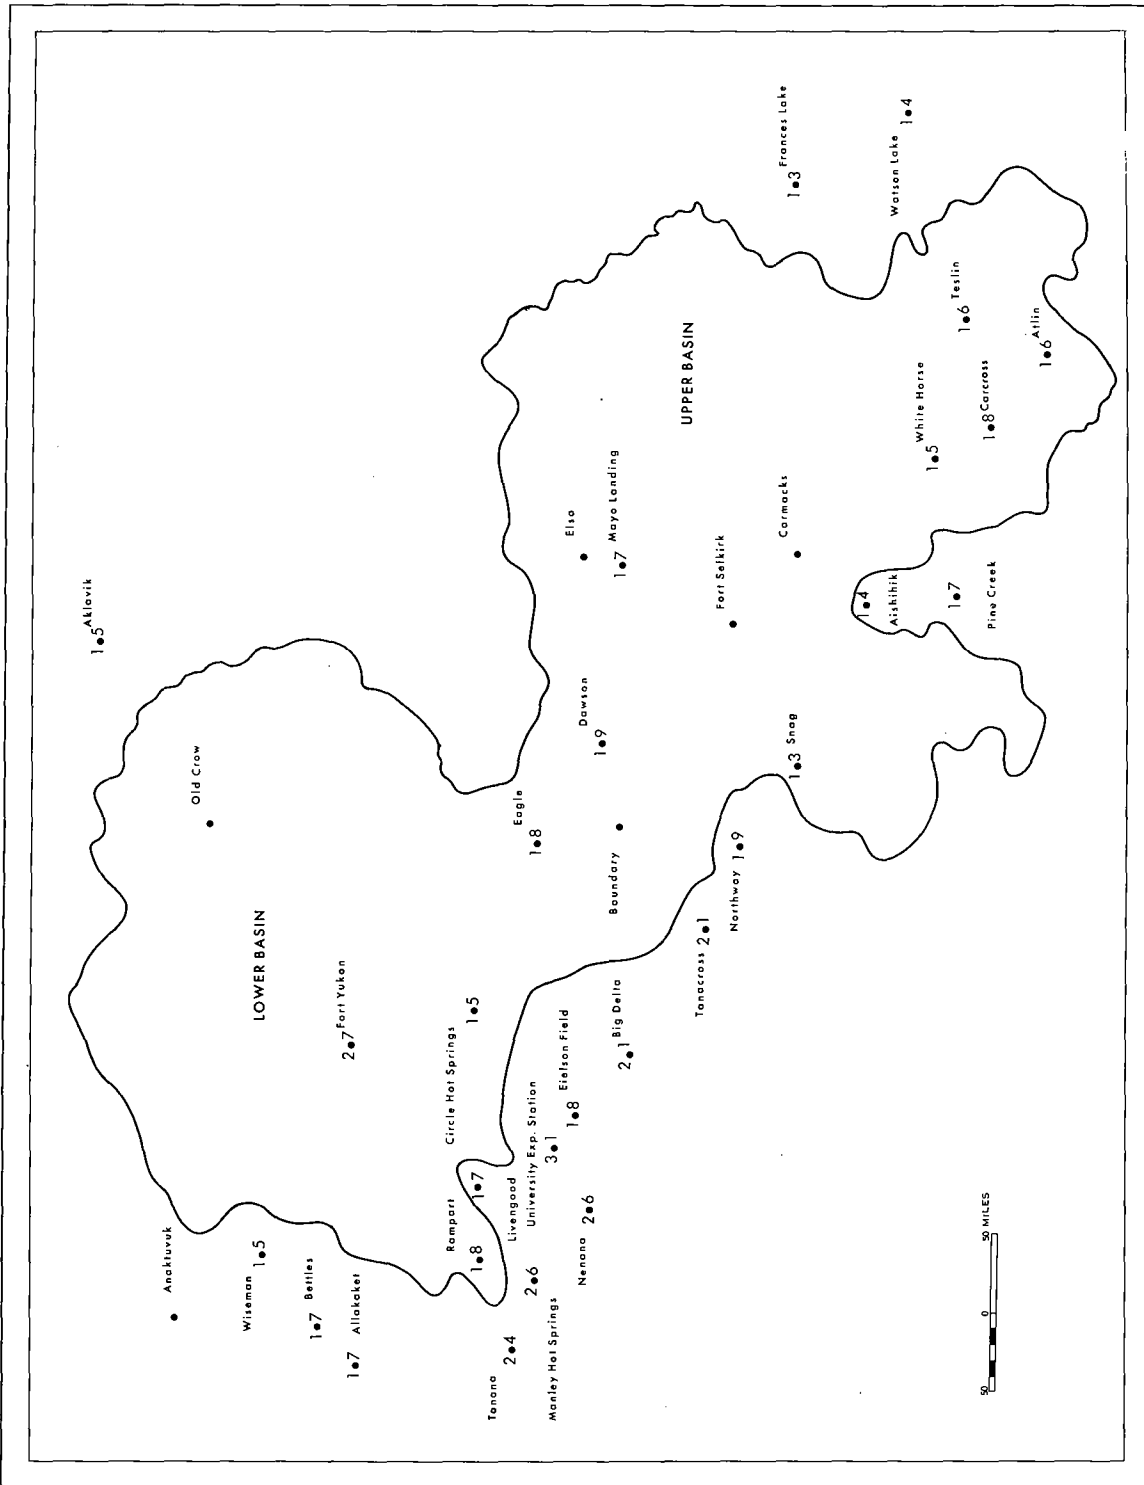 Aklavik
1●5
Old Crow
LOWER BASIN
Anaktuvuk
Wiseman
1●5
Bettles
1●7
Allakaket
1●7
Fort Yukon
2●7
Circle Hot Springs
1●5
Rampart
1●8
1●7
Livengood
Tanana
2●4
2●6
Manley Hot Springs
University Exp. Station
3●1
Eielson Field
1●8
Nenana
2●6
Big Delta
2●1
Eagle
1●8
Boundary
Dawson
1●9
Tanacross
2●1
Northway
1●9
Snag
1●3
Elsa
Mayo Landing
1●7
UPPER BASIN
Fort Selkirk
Carmacks
1●4
Aishihik
1●7
Pine Creek
White Horse
1●5
Carcross
1●8
Teslin
1●6
Atlin
1●6
Frances Lake
1●3
Watson Lake
1●4
50 0 50 MILES